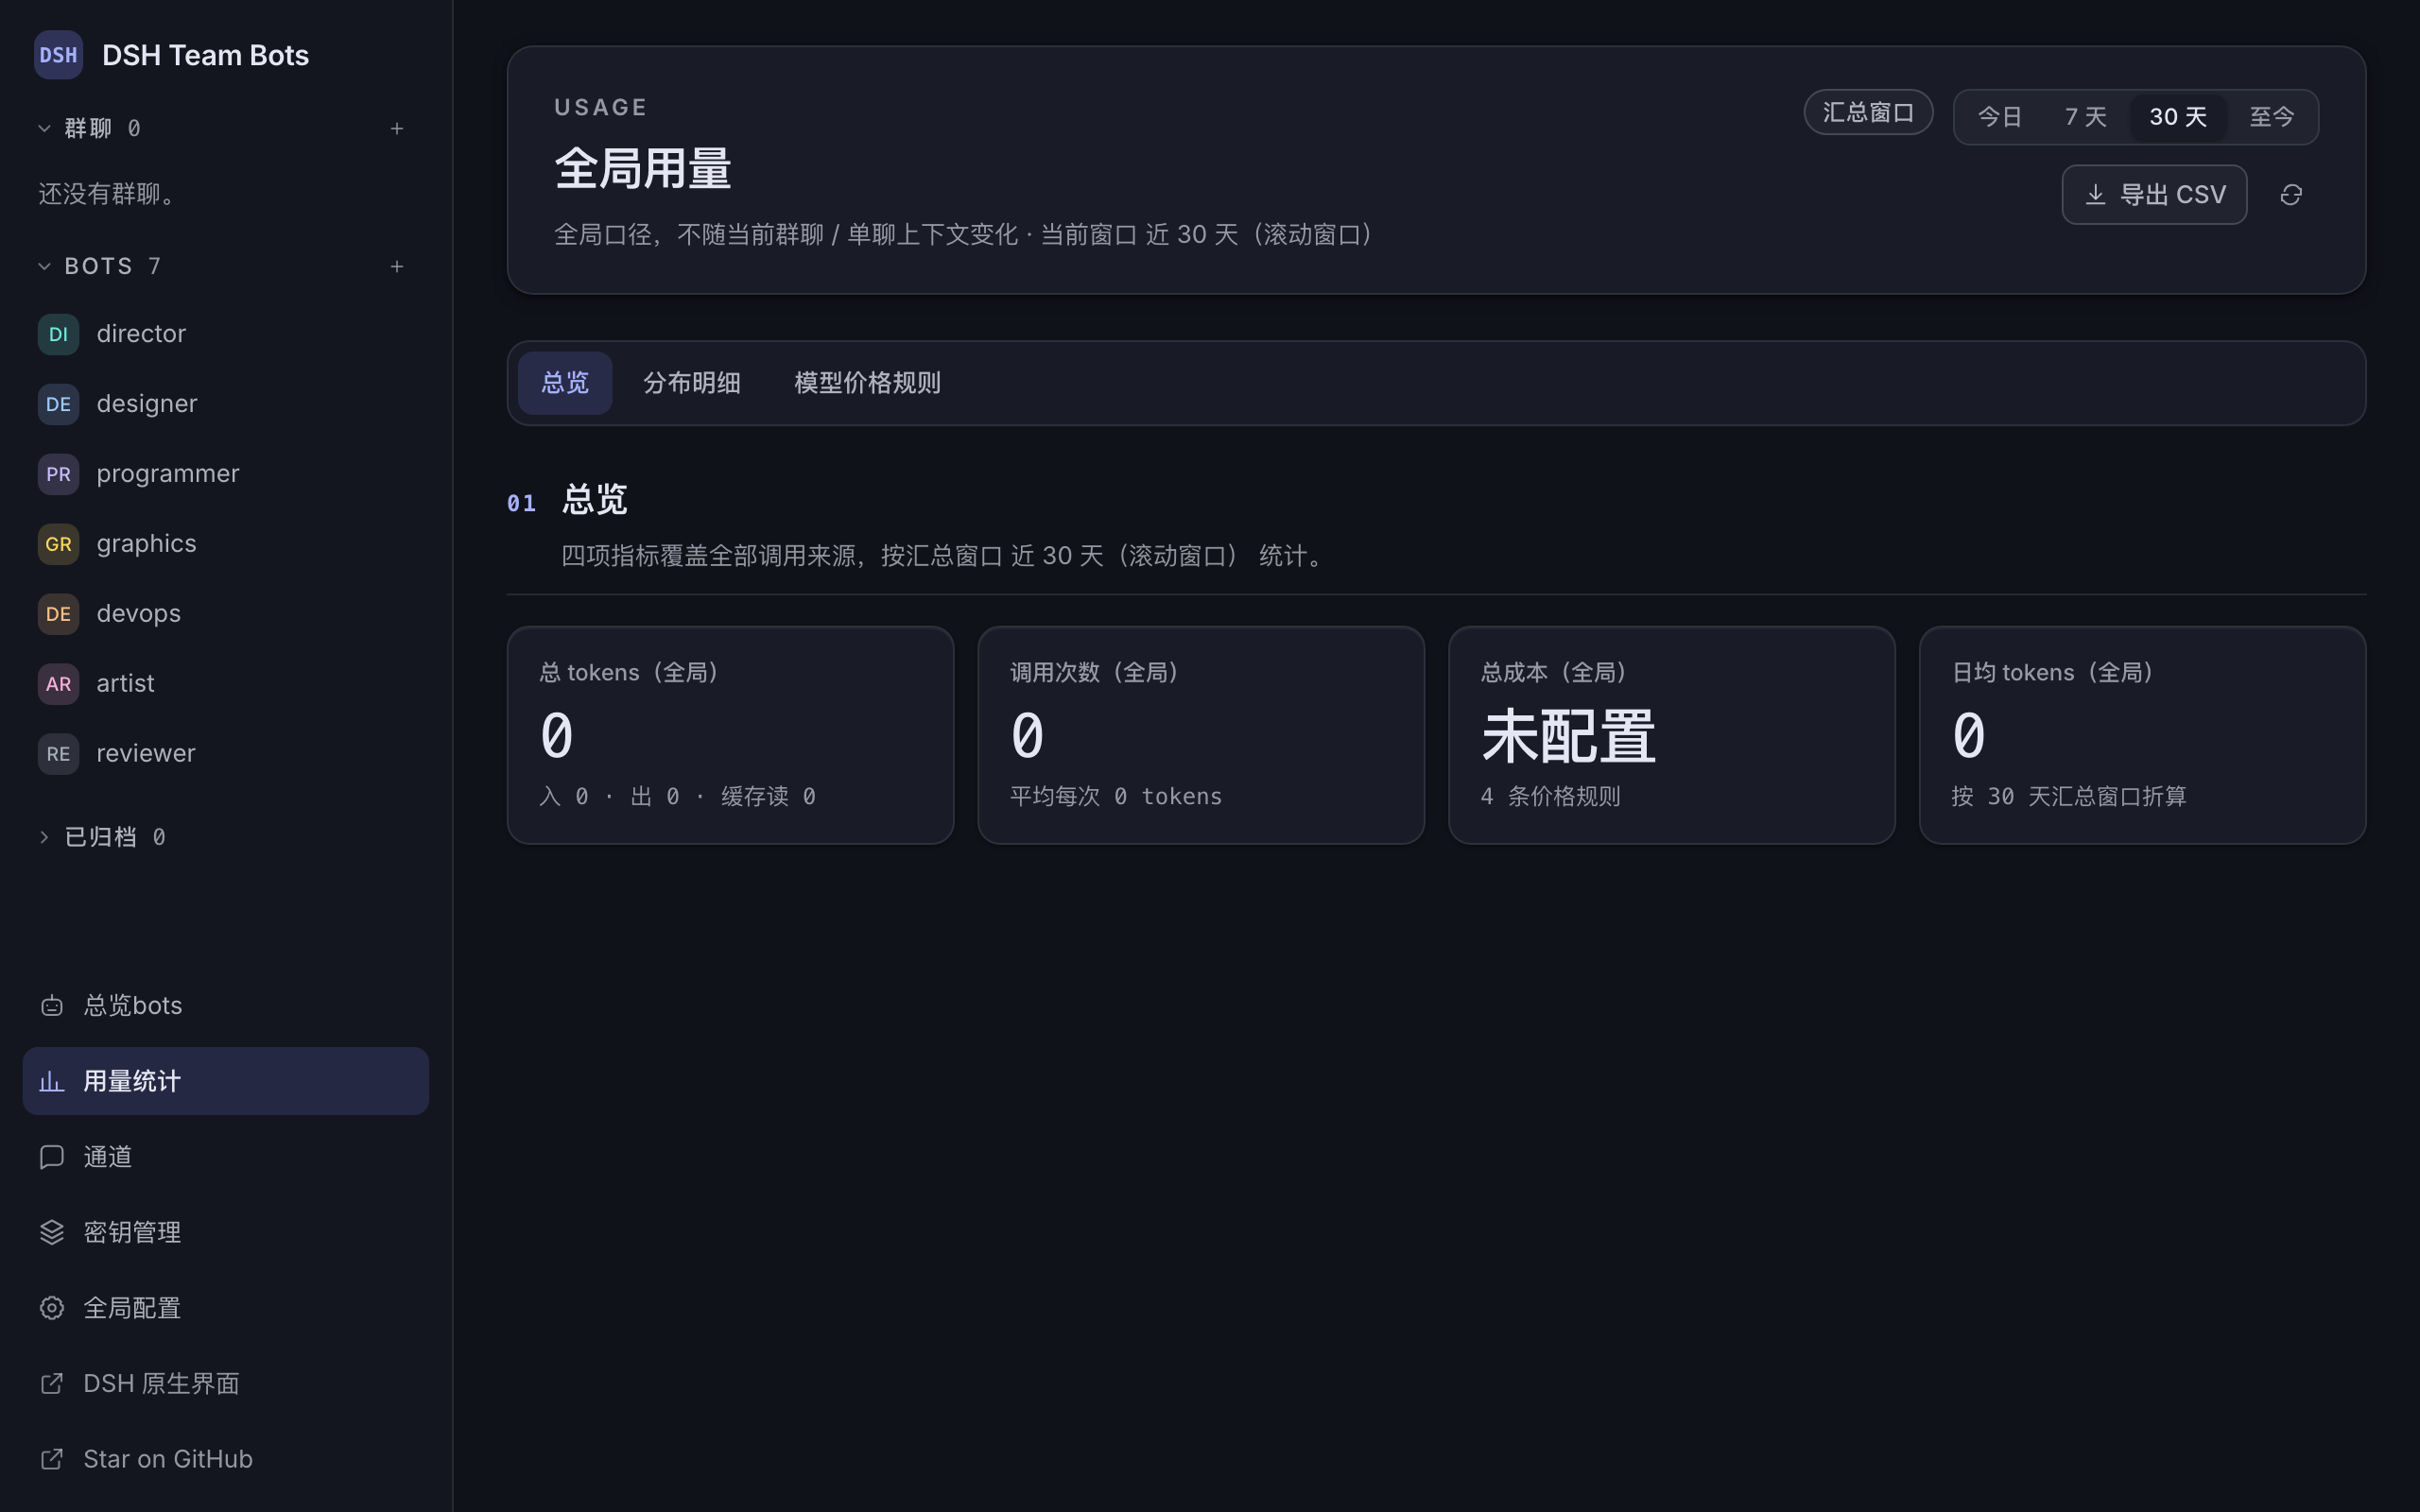 DSH DSH Team Bots
群聊 0 +
还没有群聊。
BOTS 7 +
DI director
DE designer
PR programmer
GR graphics
DE devops
AR artist
RE reviewer
已归档 0
总览bots
用量统计
通道
密钥管理
全局配置
DSH 原生界面
Star on GitHub
USAGE
全局用量
全局口径，不随当前群聊 / 单聊上下文变化 · 当前窗口 近 30 天（滚动窗口）
汇总窗口 今日 7 天 30 天 至今
导出 CSV
总览 分布明细 模型价格规则
01 总览
四项指标覆盖全部调用来源，按汇总窗口 近 30 天（滚动窗口） 统计。
总 tokens（全局）
0
入 0 · 出 0 · 缓存读 0
调用次数（全局）
0
平均每次 0 tokens
总成本（全局）
未配置
4 条价格规则
日均 tokens（全局）
0
按 30 天汇总窗口折算